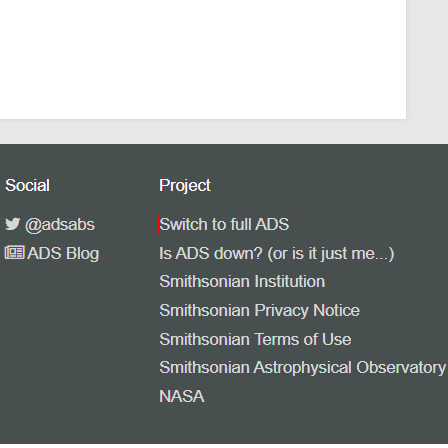 Social
@adsabs
ADS Blog
Project
Switch to full ADS
Is ADS down? (or is it just me...)
Smithsonian Institution
Smithsonian Privacy Notice
Smithsonian Terms of Use
Smithsonian Astrophysical Observatory
NASA